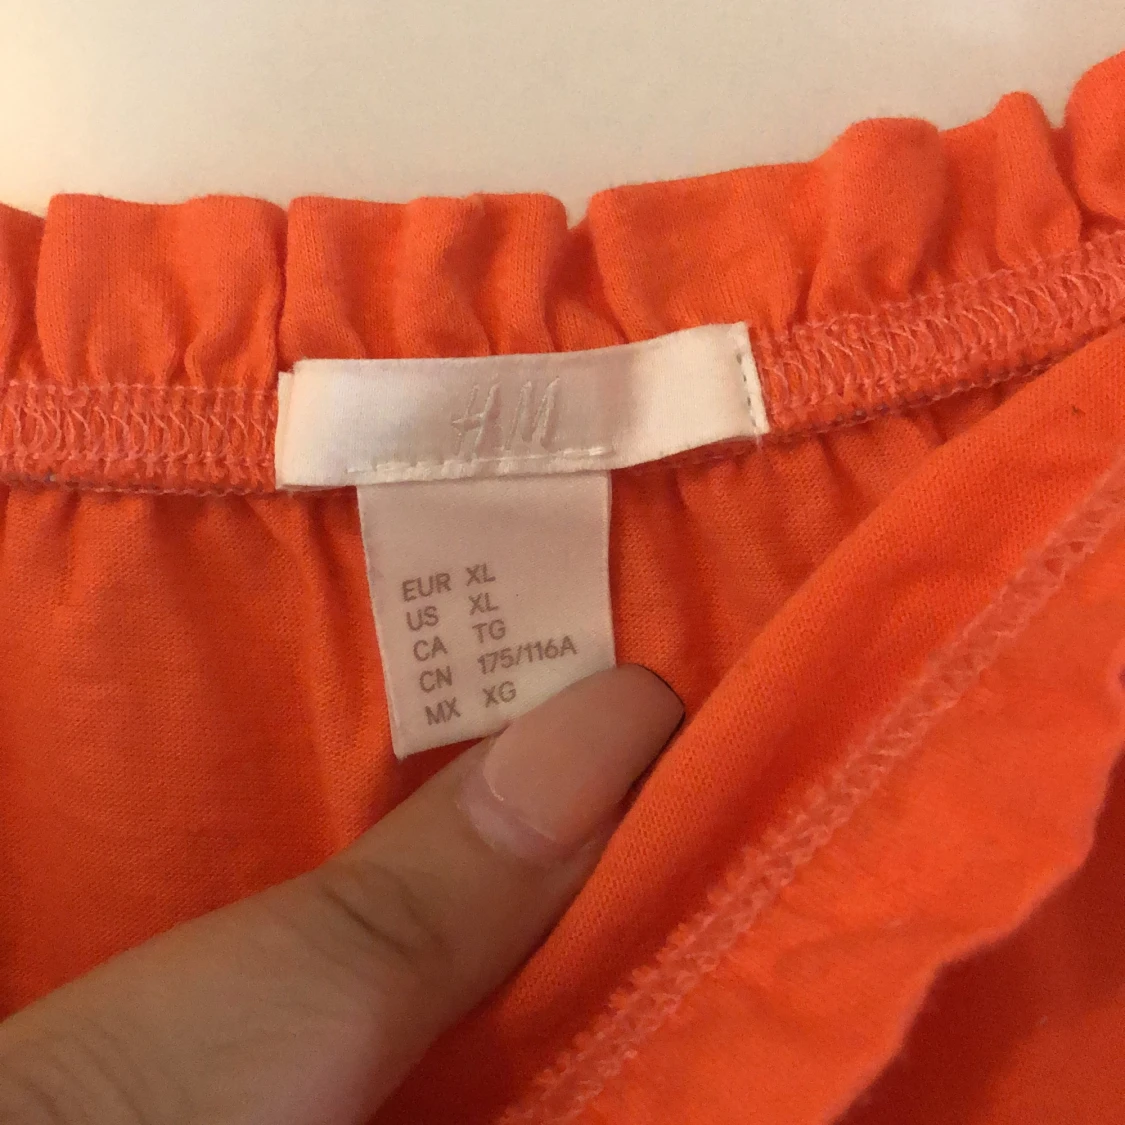 H M
EUR XL
US XL
CA TG
CN 175/116A
MX XG